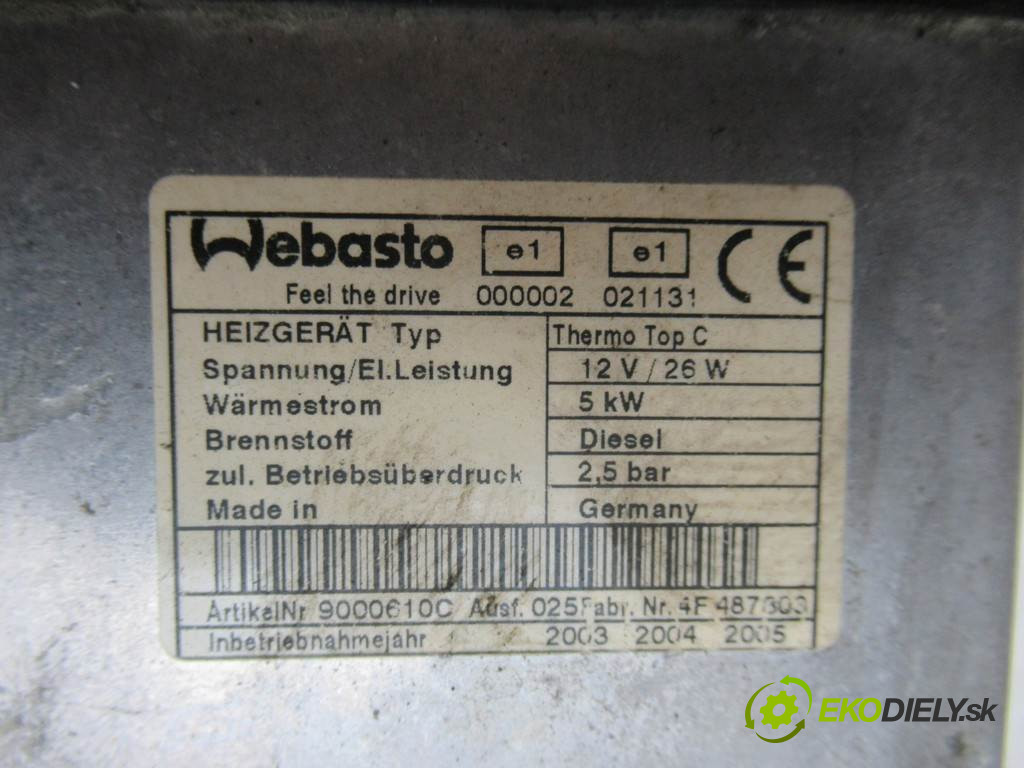 Webasto e1 e1 CE
Feel the drive 000002 021131
HEIZGERÄT Typ Thermo Top C
Spannung/El.Leistung 12 V / 26 W
Wärmestrom 5 kW
Brennstoff Diesel
zul. Betriebsüberdruck 2,5 bar
Made in Germany
ArtikelNr 9000610C Ausf. 025 Fabr. Nr. 4F
Inbetriebnahmejahr 2003 2004 2005
EKODIELY.sk